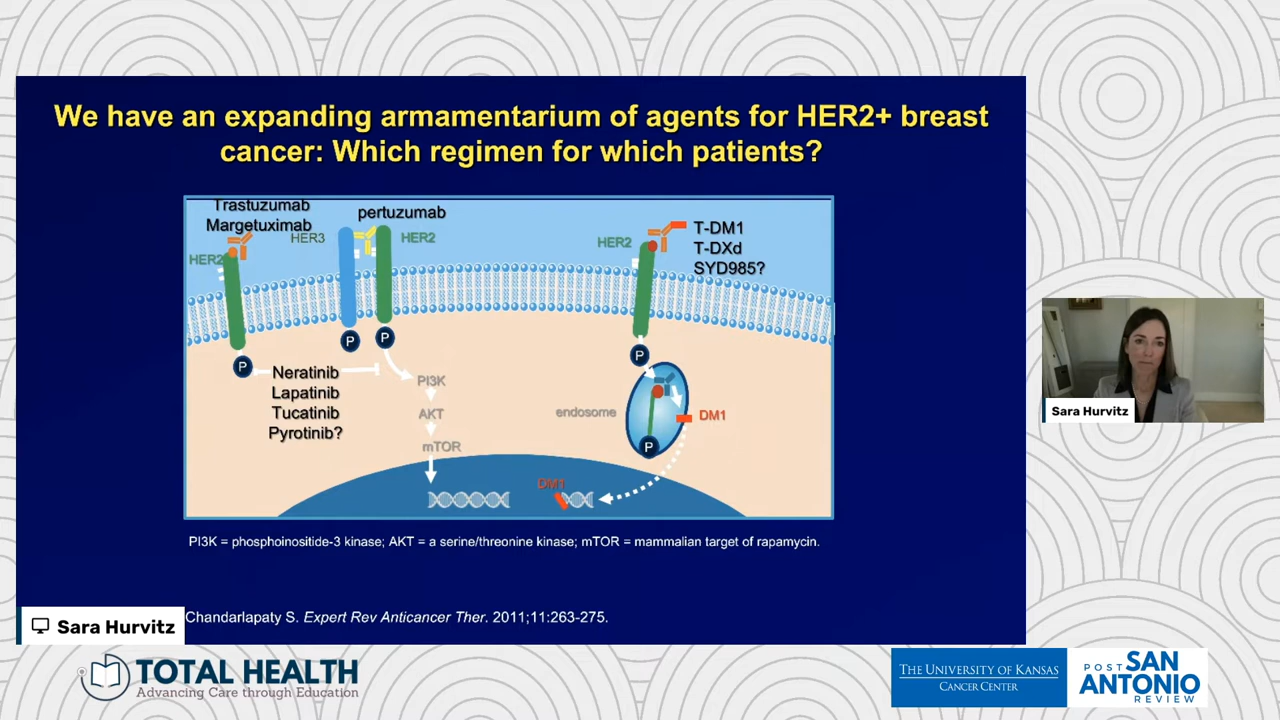 We have an expanding armamentarium of agents for HER2+ breast
cancer: Which regimen for which patients?
Trastuzumab
Margetuximab
HER2
HER3
pertuzumab
HER2
HER2
T-DM1
T-DXd
SYD985?
P
P
P
P
Neratinib
Lapatinib
Tucatinib
Pyrotinib?
PI3K
AKT
mTOR
endosome
DM1
P
DM1
PI3K = phosphoinositide-3 kinase; AKT = a serine/threonine kinase; mTOR = mammalian target of rapamycin.
Chandarlapaty S. Expert Rev Anticancer Ther. 2011;11:263-275.
Sara Hurvitz
Sara Hurvitz
TOTAL HEALTH
Advancing Care through Education
THE UNIVERSITY OF KANSAS
CANCER CENTER
POST
SAN
ANTONIO
REVIEW